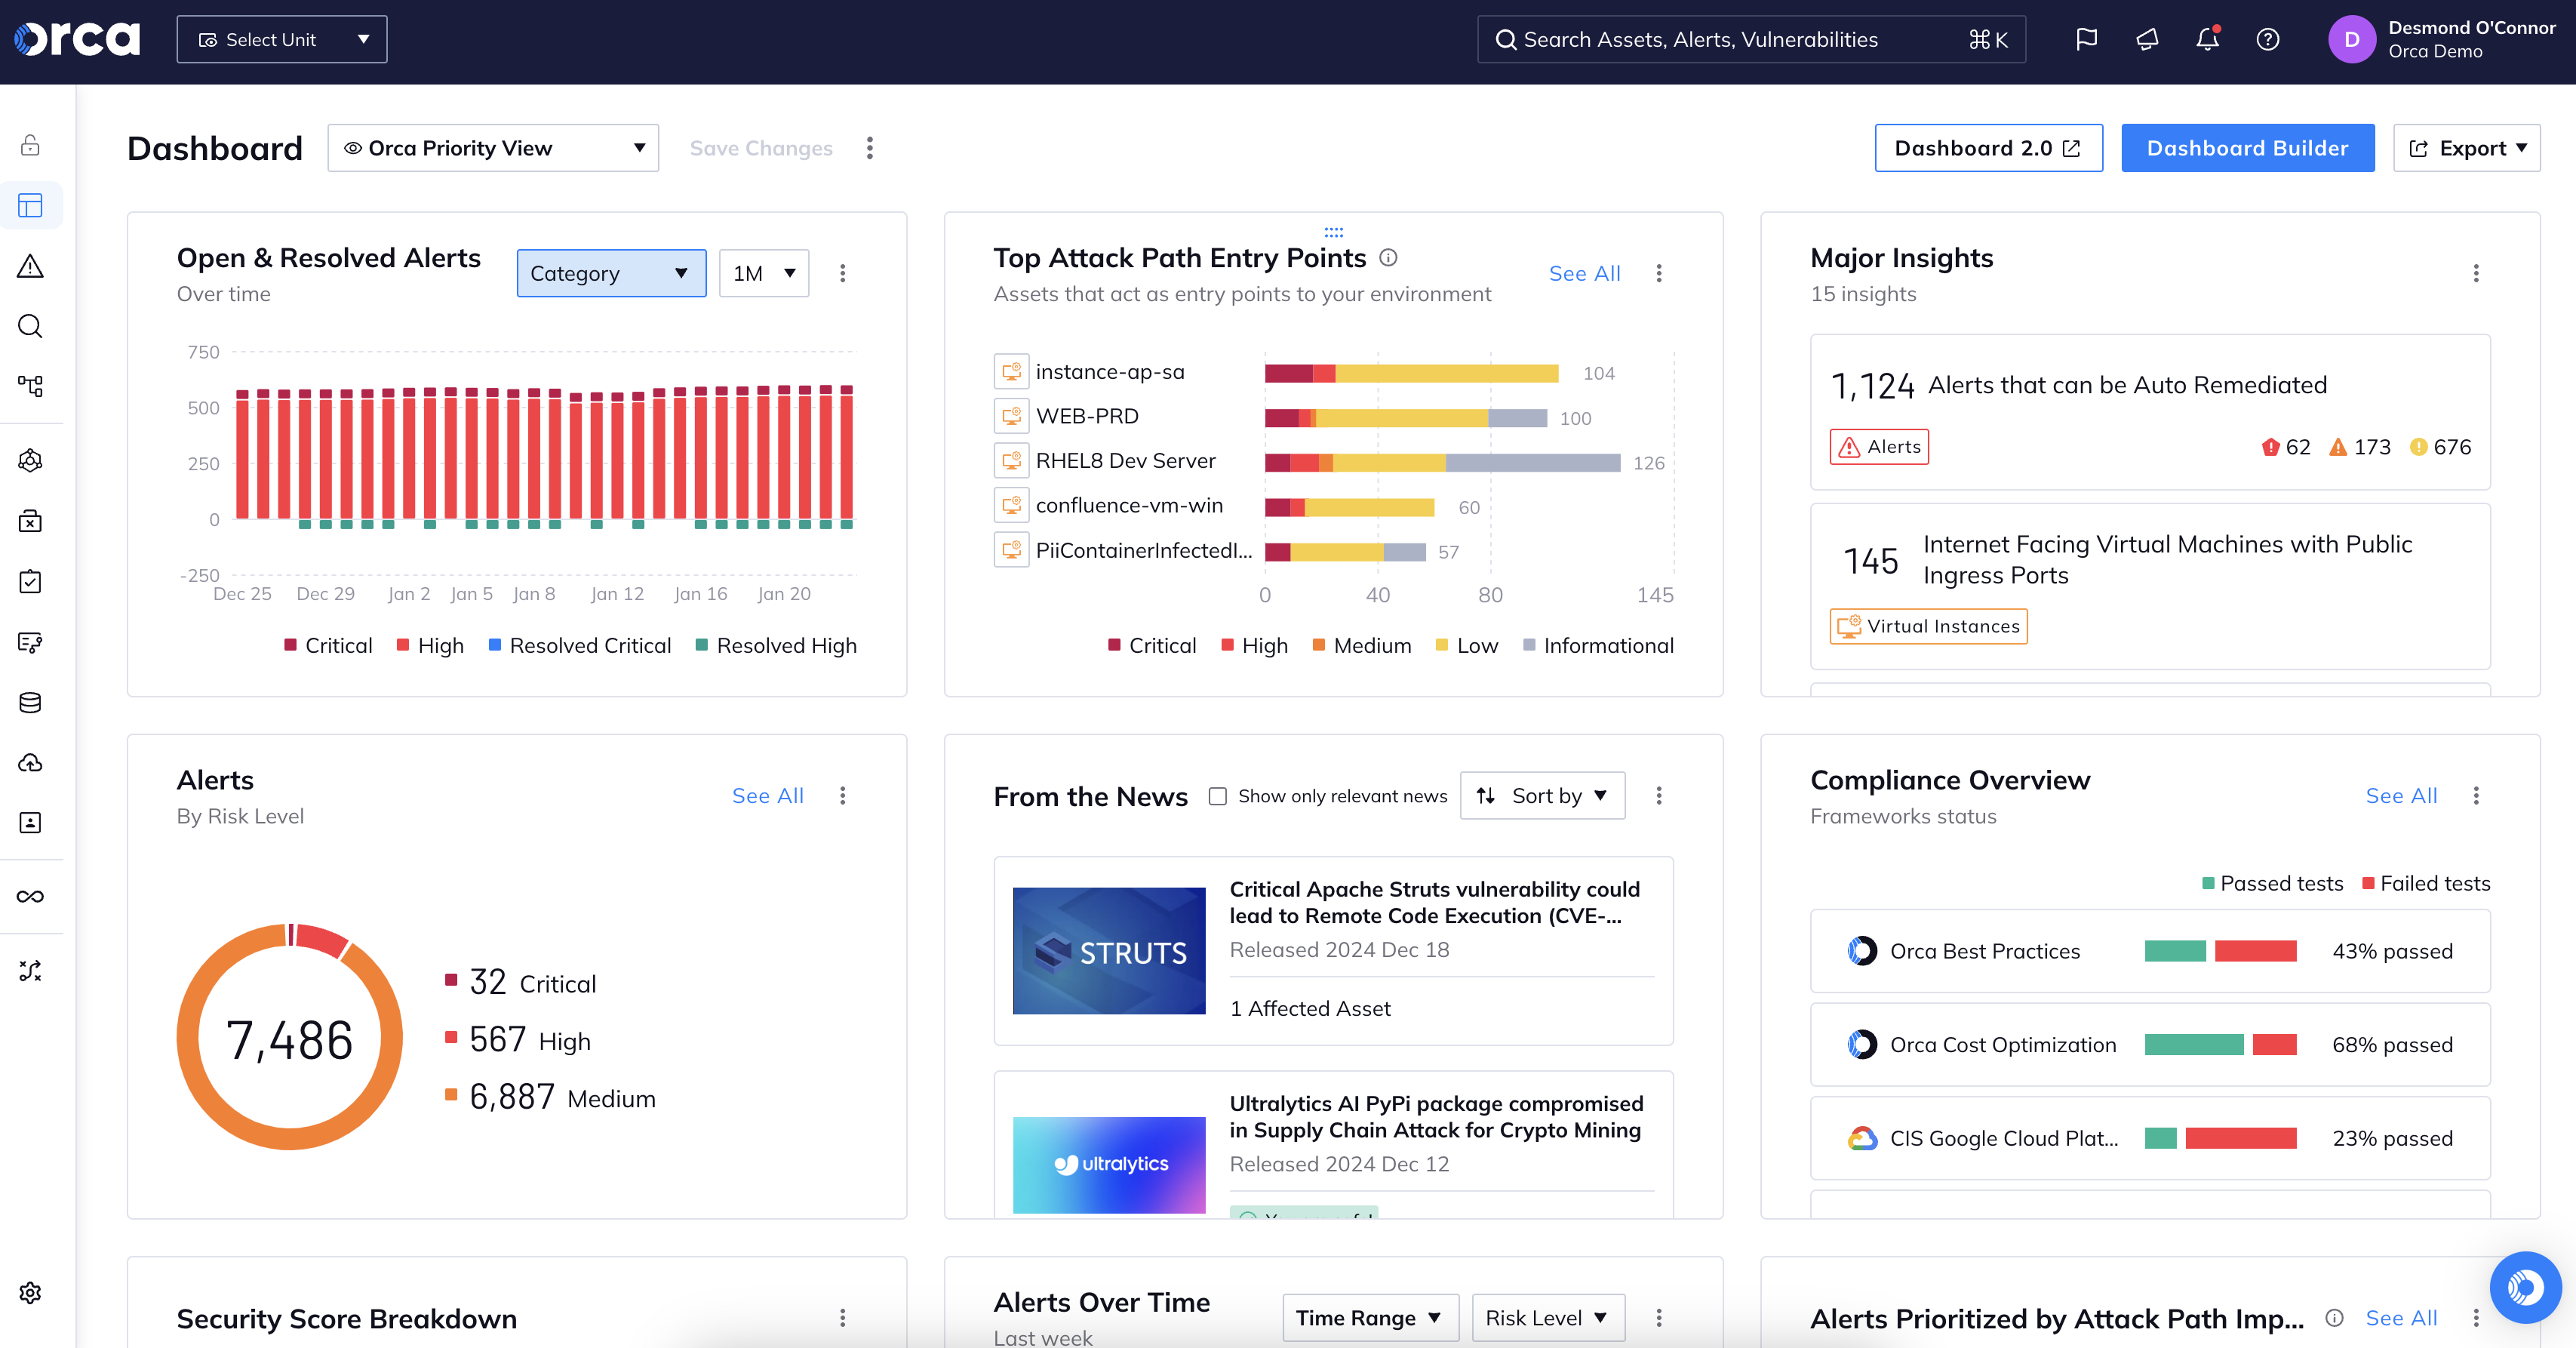 orca
Select Unit
Search Assets, Alerts, Vulnerabilities
⌘ K
Desmond O'Connor
Orca Demo
D
Dashboard
Orca Priority View
Save Changes
Dashboard 2.0
Dashboard Builder
Export
Open & Resolved Alerts
Over time
Category
1M
750
500
250
0
-250
Dec 25 Dec 29 Jan 2 Jan 5 Jan 8 Jan 12 Jan 16 Jan 20
Critical High Resolved Critical Resolved High
Top Attack Path Entry Points
Assets that act as entry points to your environment
See All
instance-ap-sa 104
WEB-PRD 100
RHEL8 Dev Server 126
confluence-vm-win 60
PiiContainerInfectedI... 57
0 40 80 145
Critical High Medium Low Informational
Major Insights
15 insights
1,124 Alerts that can be Auto Remediated
Alerts 62 173 676
145 Internet Facing Virtual Machines with Public
Ingress Ports
Virtual Instances
Alerts
By Risk Level
See All
7,486
32 Critical
567 High
6,887 Medium
From the News
Show only relevant news
Sort by
STRUTS
Critical Apache Struts vulnerability could
lead to Remote Code Execution (CVE-...
Released 2024 Dec 18
1 Affected Asset
ultralytics
Ultralytics AI PyPi package compromised
in Supply Chain Attack for Crypto Mining
Released 2024 Dec 12
Compliance Overview
Frameworks status
See All
Passed tests Failed tests
Orca Best Practices 43% passed
Orca Cost Optimization 68% passed
CIS Google Cloud Plat... 23% passed
Security Score Breakdown
Alerts Over Time
Last week
Time Range
Risk Level
Alerts Prioritized by Attack Path Imp...
See All